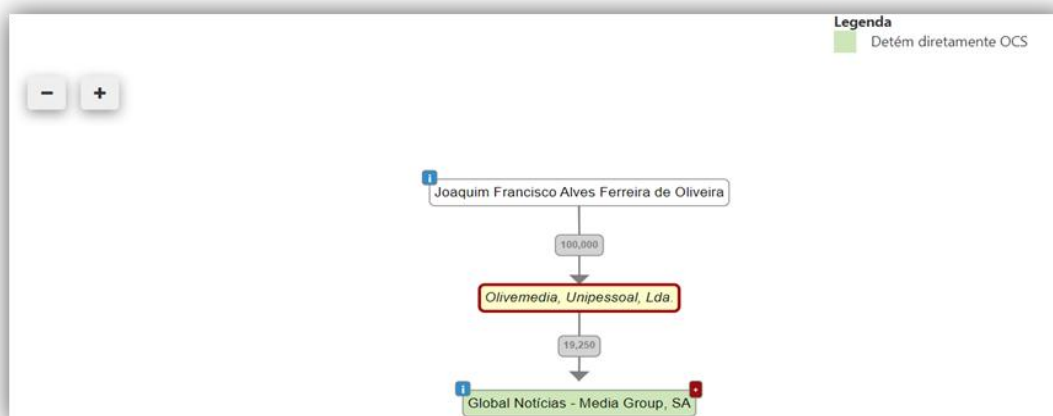 Legenda
Detém diretamente OCS
− +
i
Joaquim Francisco Alves Ferreira de Oliveira
100,000
Olivemedia, Unipessoal, Lda.
19,250
i +
Global Notícias - Media Group, SA